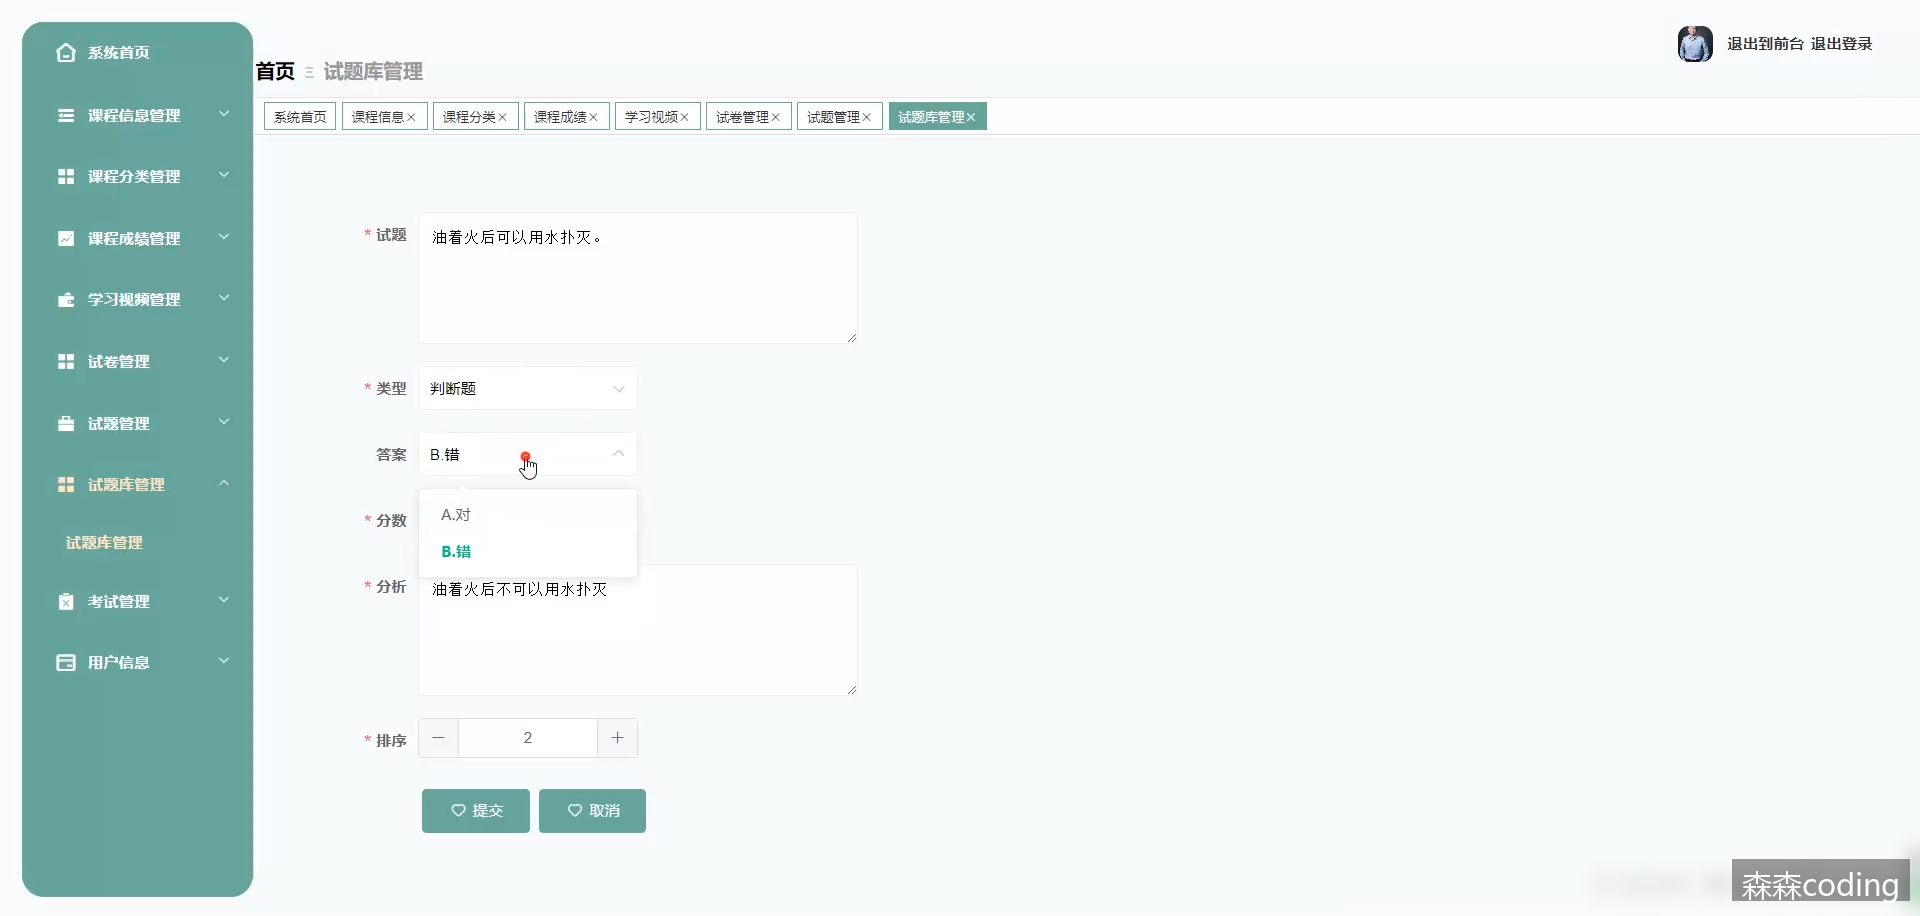 系统首页
课程信息管理
课程分类管理
课程成绩管理
学习视频管理
试卷管理
试题管理
试题库管理
试题库管理
考试管理
用户信息
退出到前台 退出登录
首页 试题库管理
系统首页 课程信息 课程分类 课程成绩 学习视频 试卷管理 试题管理 试题库管理
* 试题 油着火后可以用水扑灭。
* 类型 判断题
答案 B.错
A.对
B.错
* 分数
* 分析 油着火后不可以用水扑灭
* 排序 2
提交 取消
森森coding